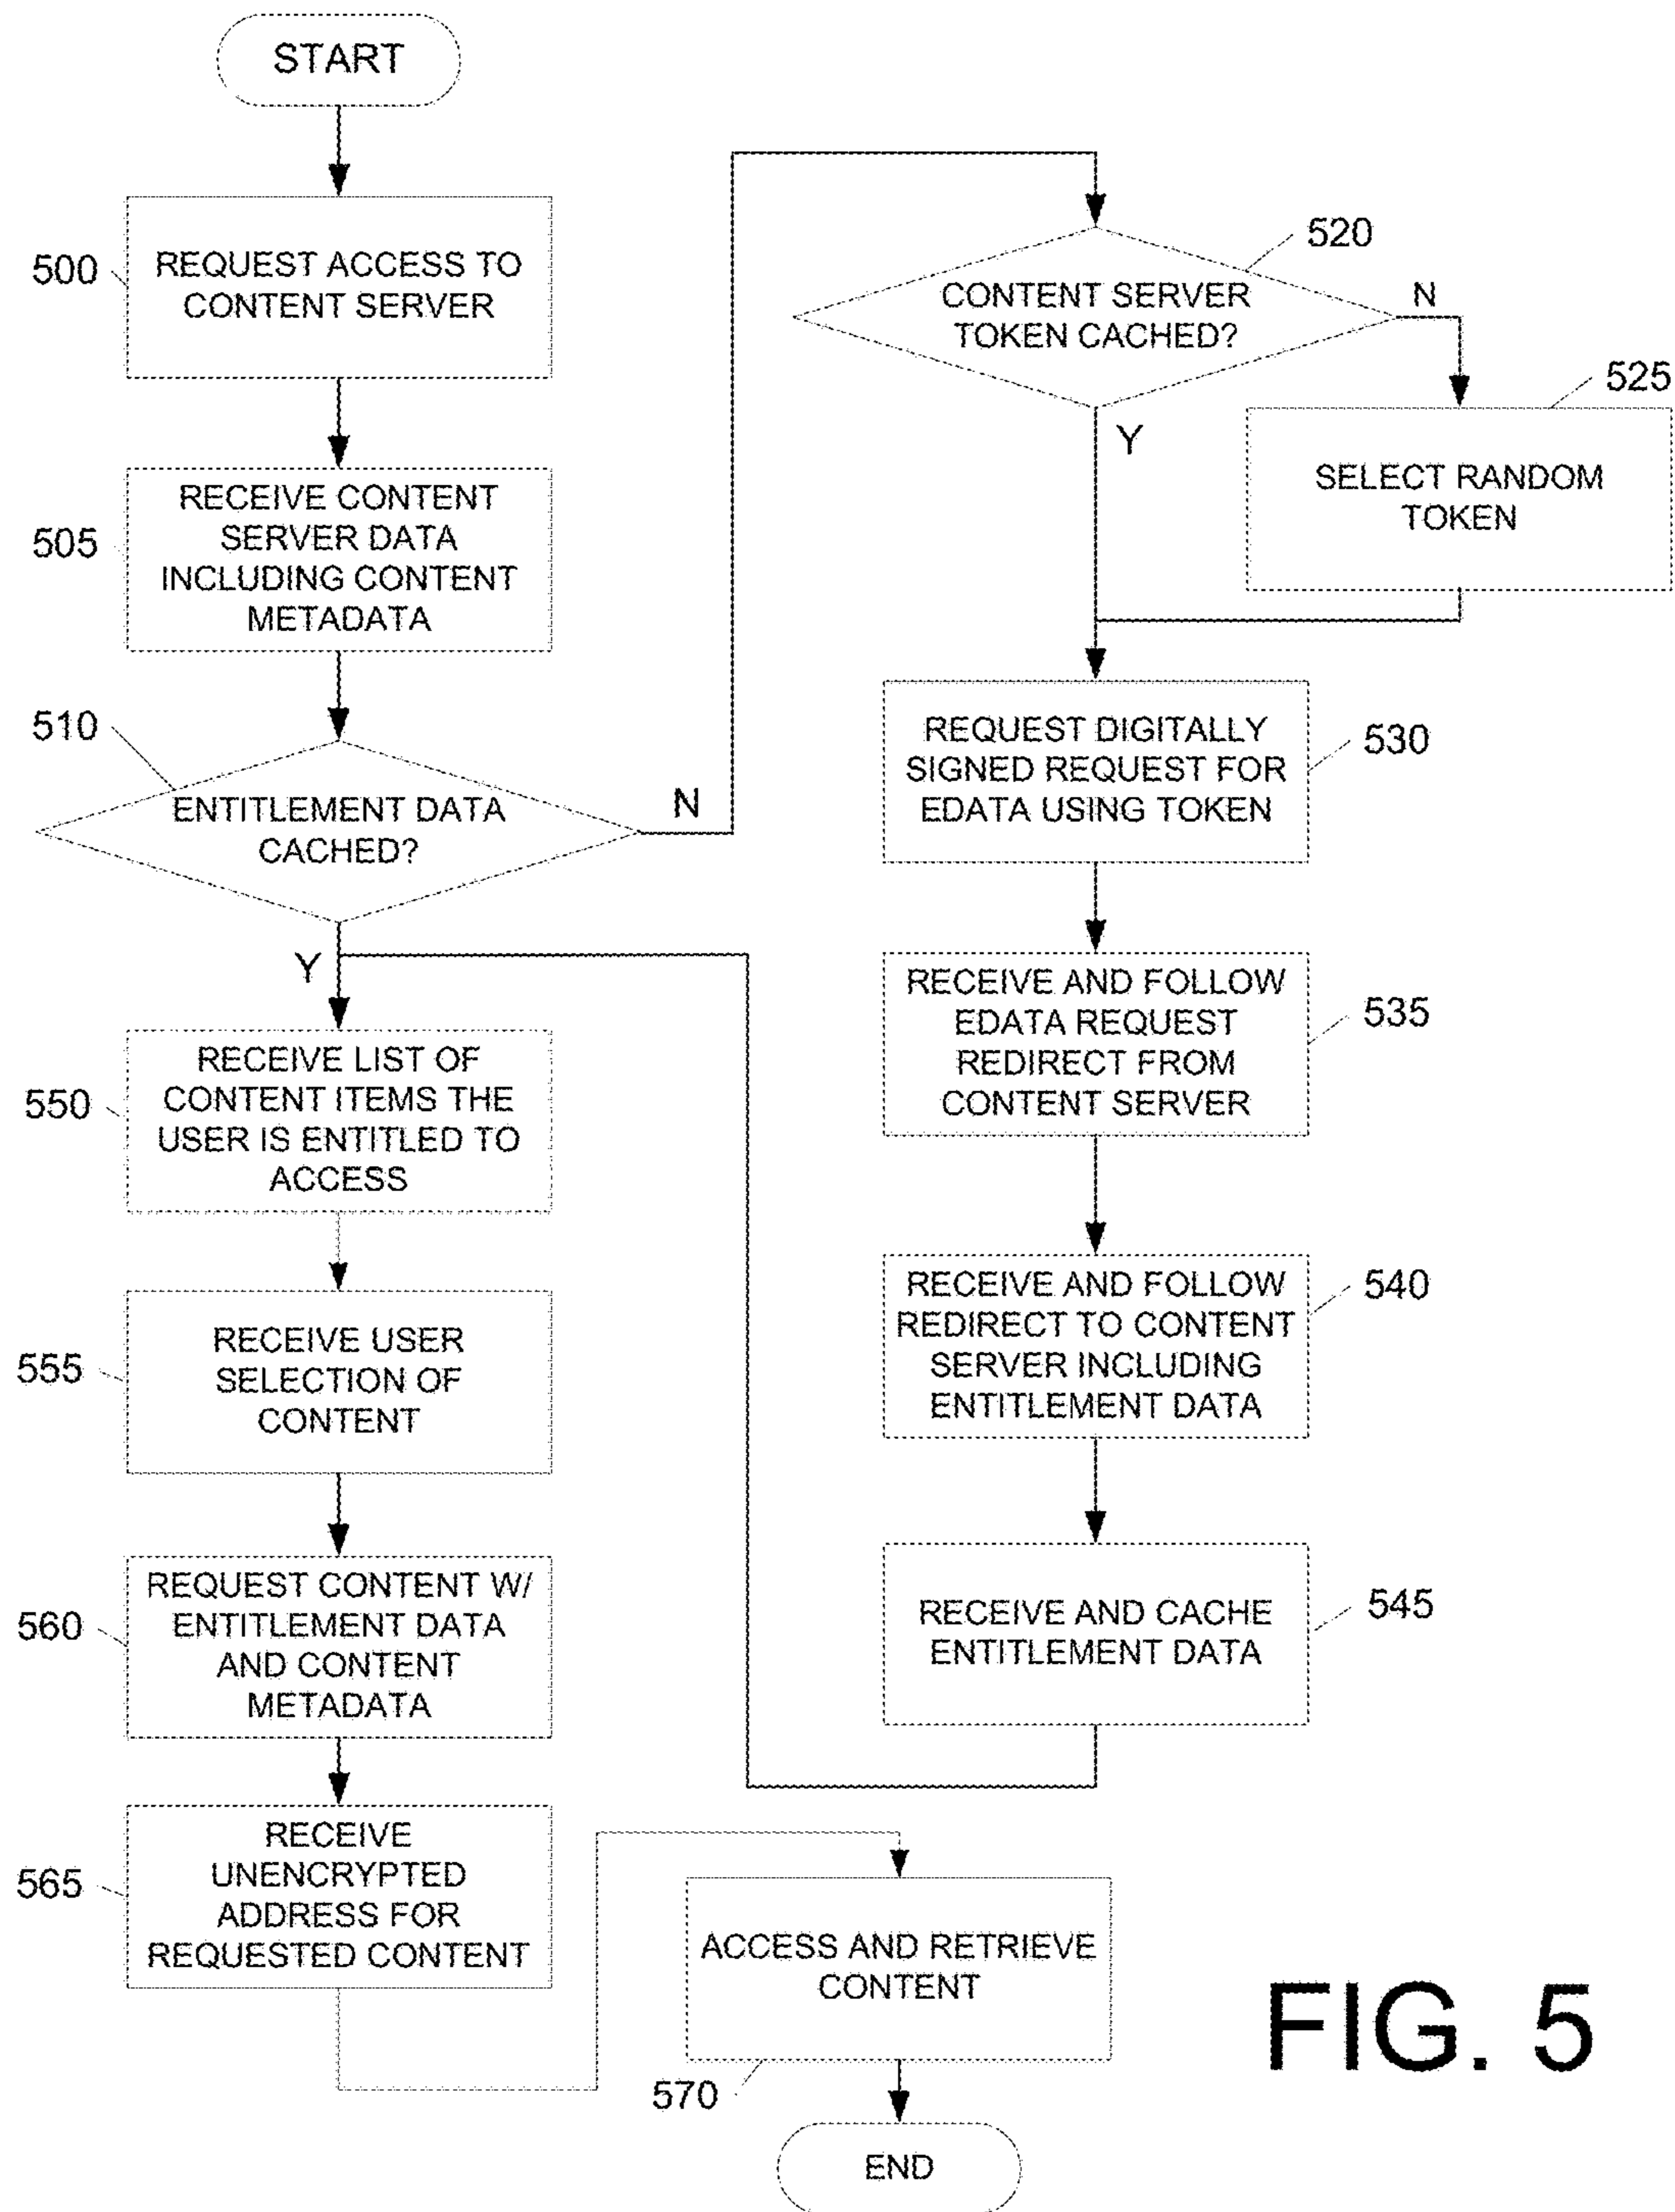 START
500
REQUEST ACCESS TO
CONTENT SERVER
505
RECEIVE CONTENT
SERVER DATA
INCLUDING CONTENT
METADATA
510
ENTITLEMENT DATA
CACHED?
N
Y
520
CONTENT SERVER
TOKEN CACHED?
N
Y
525
SELECT RANDOM
TOKEN
530
REQUEST DIGITALLY
SIGNED REQUEST FOR
EDATA USING TOKEN
535
RECEIVE AND FOLLOW
EDATA REQUEST
REDIRECT FROM
CONTENT SERVER
540
RECEIVE AND FOLLOW
REDIRECT TO CONTENT
SERVER INCLUDING
ENTITLEMENT DATA
545
RECEIVE AND CACHE
ENTITLEMENT DATA
550
RECEIVE LIST OF
CONTENT ITEMS THE
USER IS ENTITLED TO
ACCESS
555
RECEIVE USER
SELECTION OF
CONTENT
560
REQUEST CONTENT W/
ENTITLEMENT DATA
AND CONTENT
METADATA
565
RECEIVE
UNENCRYPTED
ADDRESS FOR
REQUESTED CONTENT
570
ACCESS AND RETRIEVE
CONTENT
END
FIG. 5